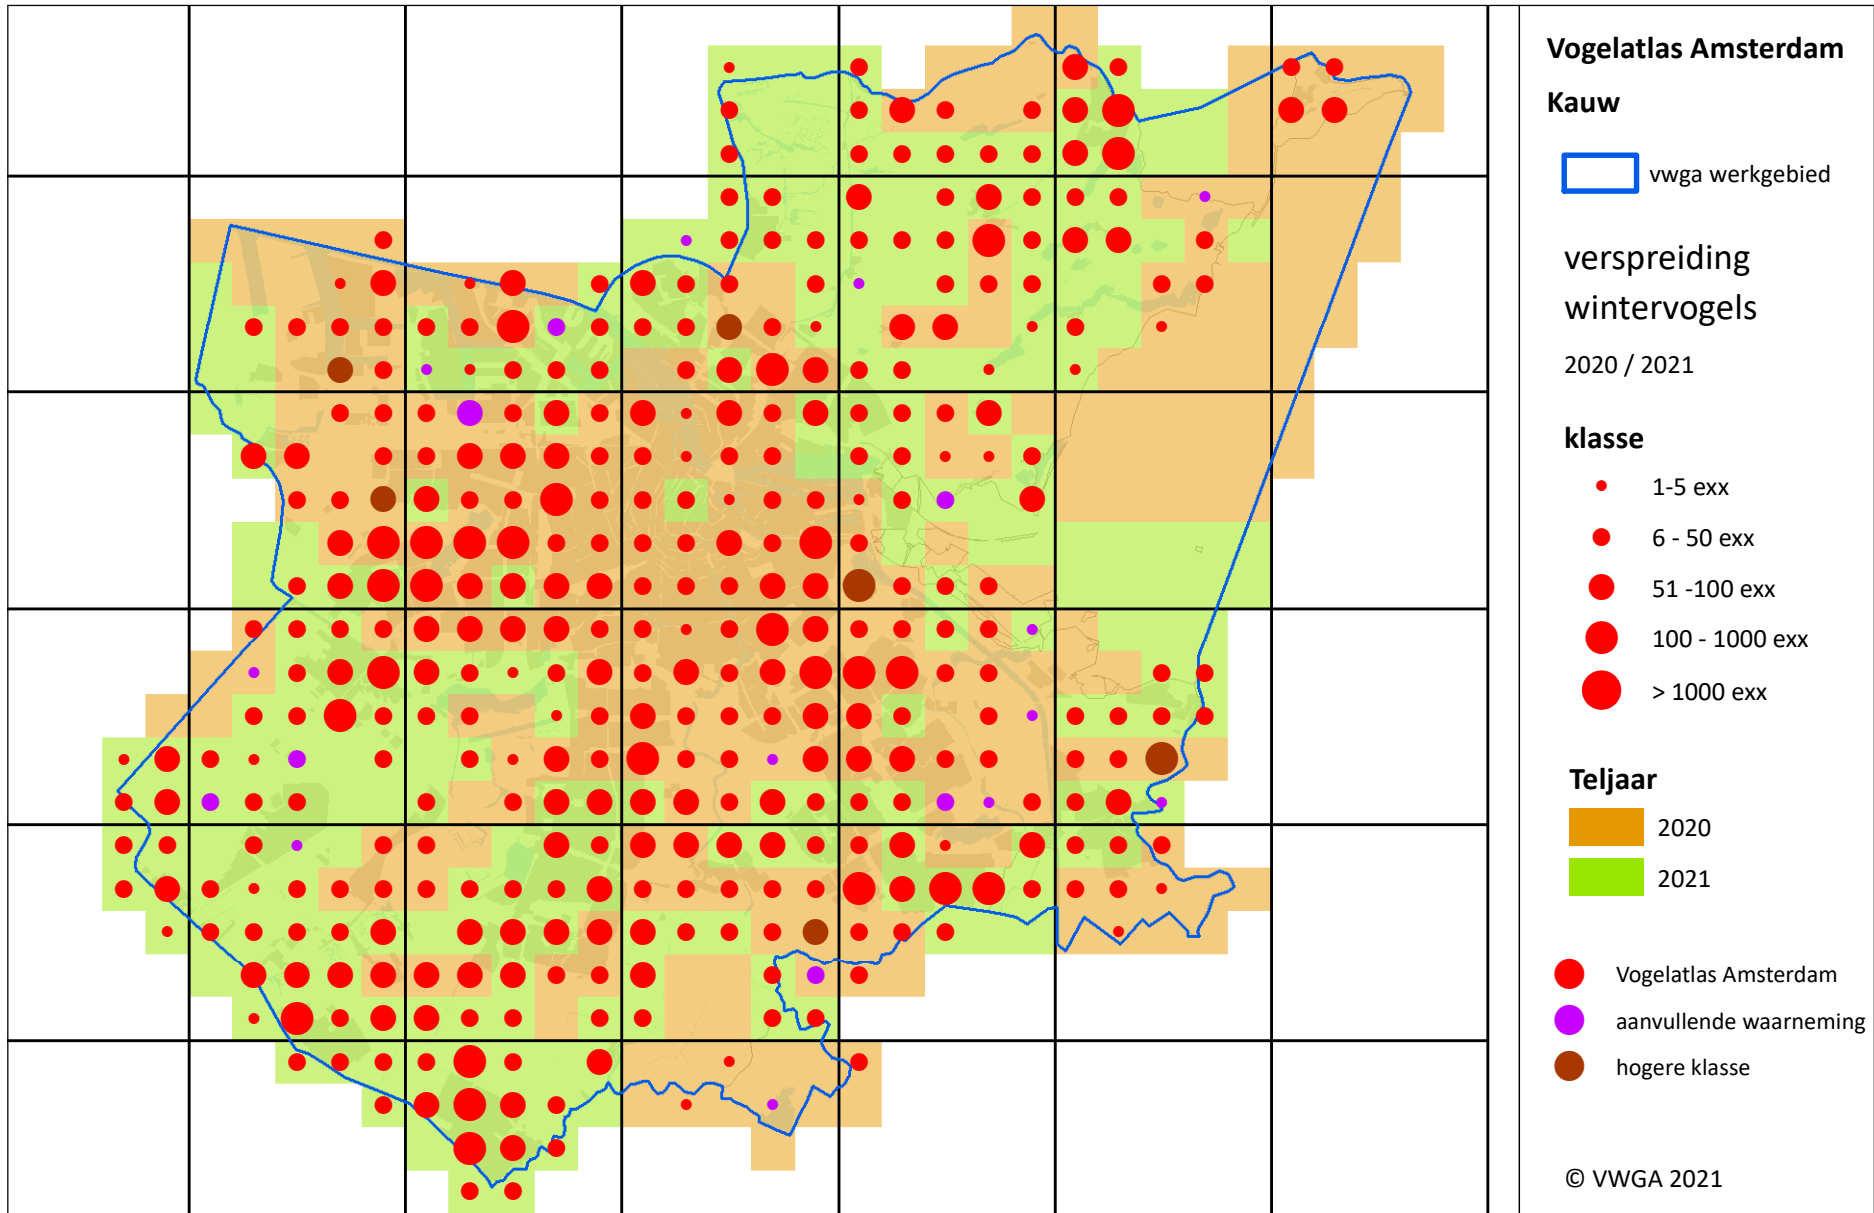 Vogelatlas Amsterdam
Kauw
vwga werkgebied
verspreiding
wintervogels
2020 / 2021
klasse
1-5 exx
6 - 50 exx
51 -100 exx
100 - 1000 exx
> 1000 exx
Teljaar
2020
2021
Vogelatlas Amsterdam
aanvullende waarneming
hogere klasse
© VWGA 2021